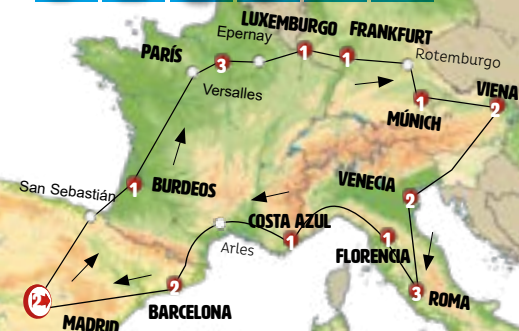 LUXEMBURGO
FRANKFURT
Epernay
PARÍS
3
1
1
Rotemburgo
Versalles
VIENA
1
2
MÚNICH
San Sebastián
1
BURDEOS
VENECIA
2
COSTA AZUL
Arles
1
1
FLORENCIA
2
BARCELONA
3
ROMA
2
MADRID